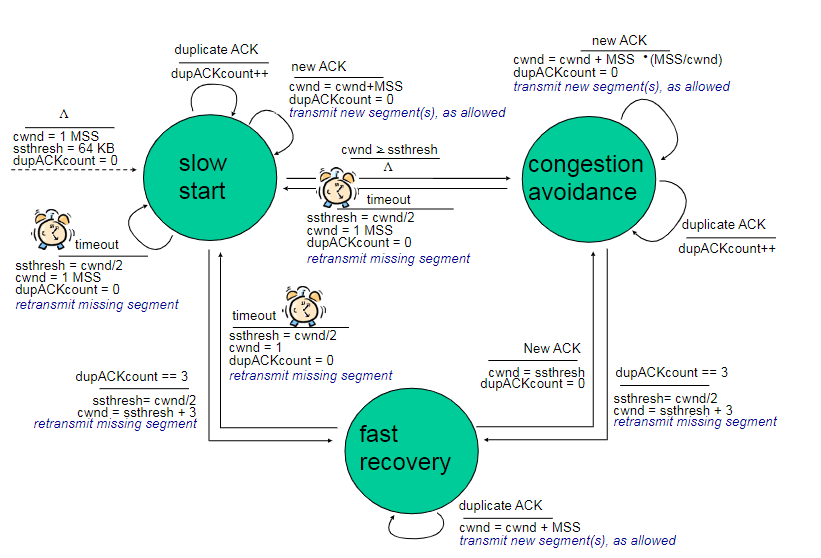 duplicate ACK
dupACKcount++
new ACK
cwnd = cwnd+MSS
dupACKcount = 0
transmit new segment(s), as allowed
new ACK
cwnd = cwnd + MSS •(MSS/cwnd)
dupACKcount = 0
transmit new segment(s), as allowed
Λ
cwnd = 1 MSS
ssthresh = 64 KB
dupACKcount = 0
slow
start
cwnd ≥ ssthresh
Λ
congestion
avoidance
timeout
ssthresh = cwnd/2
cwnd = 1 MSS
dupACKcount = 0
retransmit missing segment
duplicate ACK
dupACKcount++
timeout
ssthresh = cwnd/2
cwnd = 1 MSS
dupACKcount = 0
retransmit missing segment
timeout
ssthresh = cwnd/2
cwnd = 1
dupACKcount = 0
retransmit missing segment
New ACK
cwnd = ssthresh
dupACKcount = 0
dupACKcount == 3
ssthresh= cwnd/2
cwnd = ssthresh + 3
retransmit missing segment
dupACKcount == 3
ssthresh= cwnd/2
cwnd = ssthresh + 3
retransmit missing segment
fast
recovery
duplicate ACK
cwnd = cwnd + MSS
transmit new segment(s), as allowed